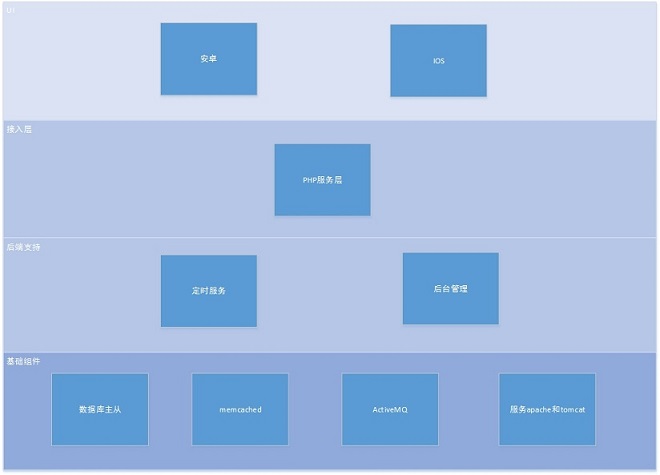 UI
安卓
IOS
接入层
PHP服务层
后端支持
定时服务
后台管理
基础组件
数据库主从
memcached
ActiveMQ
服务apache和tomcat